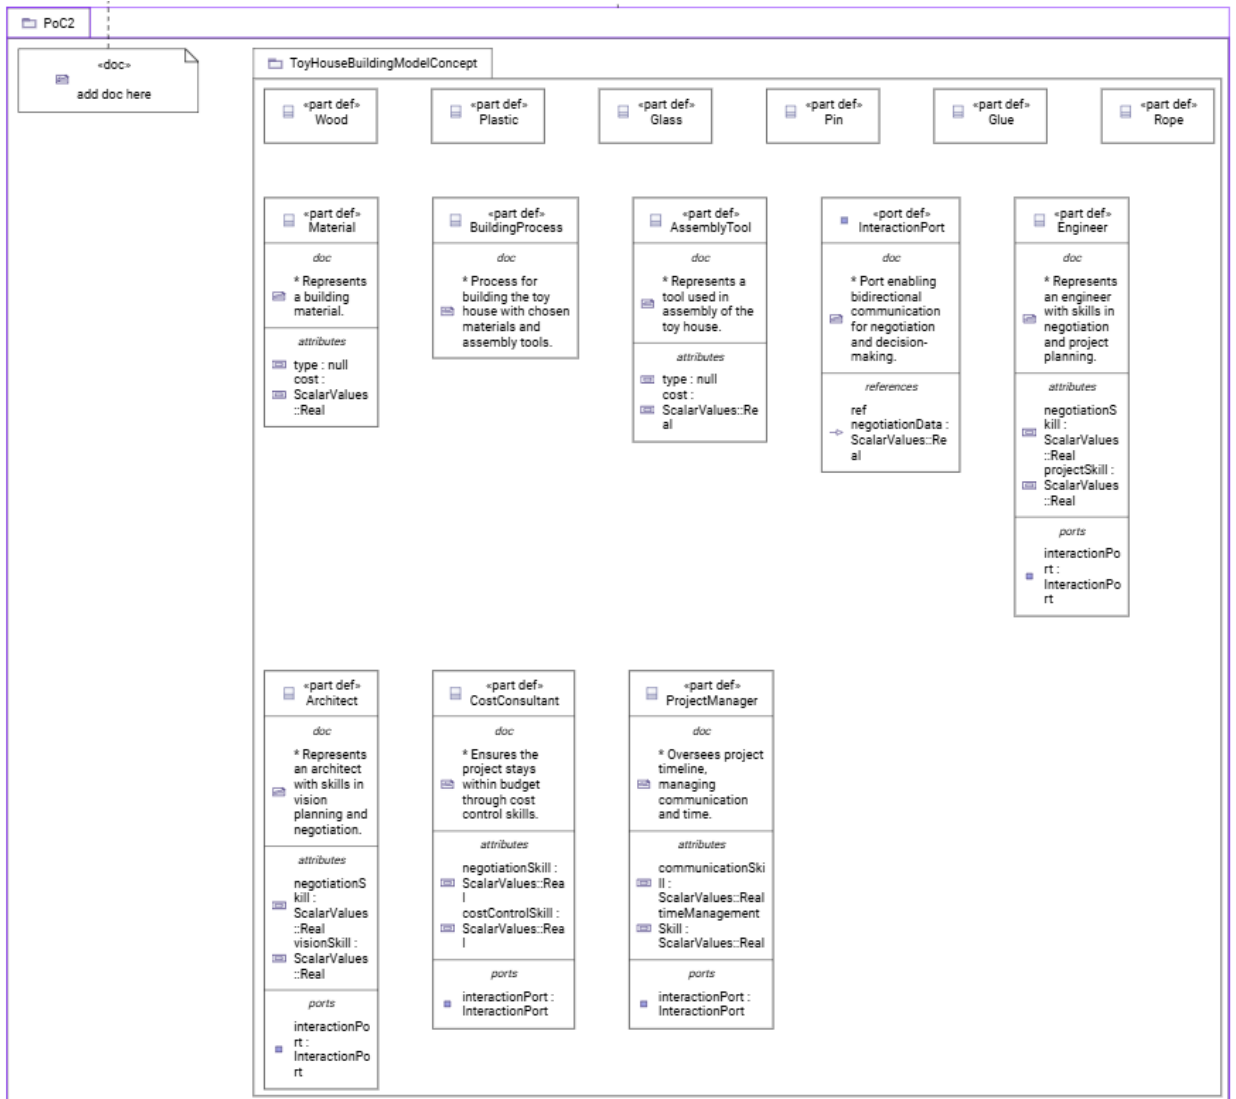 PoC2
«doc»
add doc here
ToyHouseBuildingModelConcept
«part def»
Wood
«part def»
Plastic
«part def»
Glass
«part def»
Pin
«part def»
Glue
«part def»
Rope
«part def»
Material
doc
* Represents
a building
material.
attributes
type : null
cost :
ScalarValues
::Real
«part def»
BuildingProcess
doc
* Process for
building the toy
house with chosen
materials and
assembly tools.
«part def»
AssemblyTool
doc
* Represents a
tool used in
assembly of the
toy house.
attributes
type : null
cost :
ScalarValues::Re
al
«port def»
InteractionPort
doc
* Port enabling
bidirectional
communication
for negotiation
and decision-
making.
references
ref
negotiationData :
ScalarValues::Re
al
«part def»
Engineer
doc
* Represents
an engineer
with skills in
negotiation
and project
planning.
attributes
negotiationS
kill :
ScalarValues
::Real
projectSkill :
ScalarValues
::Real
ports
interactionPo
rt :
InteractionPo
rt
«part def»
Architect
doc
* Represents
an architect
with skills in
vision
planning and
negotiation.
attributes
negotiationS
kill :
ScalarValues
::Real
visionSkill :
ScalarValues
::Real
ports
interactionPo
rt :
InteractionPo
rt
«part def»
CostConsultant
doc
* Ensures the
project stays
within budget
through cost
control skills.
attributes
negotiationSkill :
ScalarValues::Rea
l
costControlSkill :
ScalarValues::Rea
l
ports
interactionPort :
InteractionPort
«part def»
ProjectManager
doc
* Oversees project
timeline,
managing
communication
and time.
attributes
communicationSki
ll :
ScalarValues::Real
timeManagement
Skill :
ScalarValues::Real
ports
interactionPort :
InteractionPort